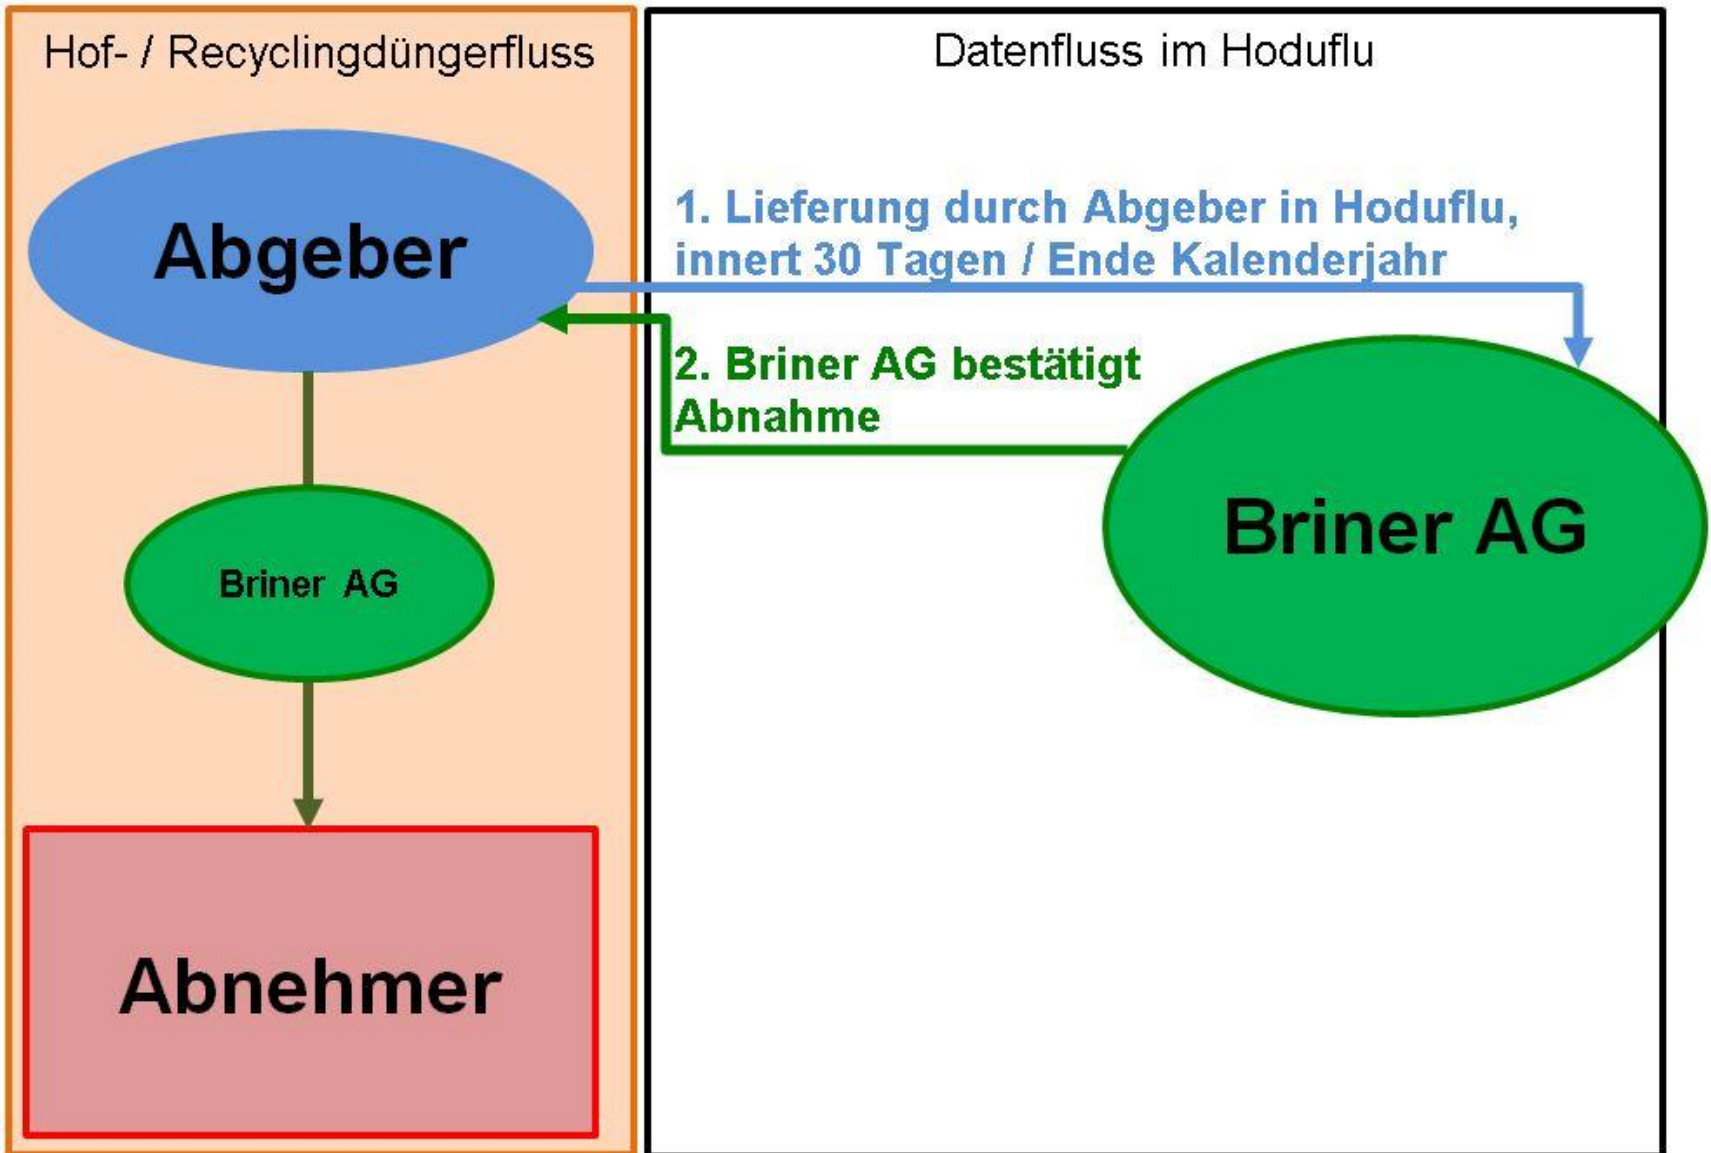 Hof- / Recyclingdüngerfluss
Datenfluss im Hoduflu
Abgeber
1. Lieferung durch Abgeber in Hoduflu,
innert 30 Tagen / Ende Kalenderjahr
2. Briner AG bestätigt
Abnahme
Briner AG
Briner AG
Abnehmer